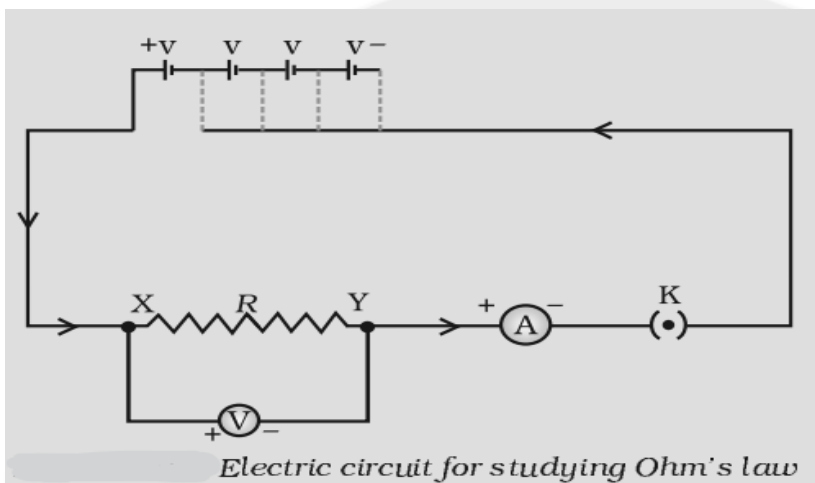 +v v v v –
X R Y + A – K
+ V –
Electric circuit for studying Ohm's law